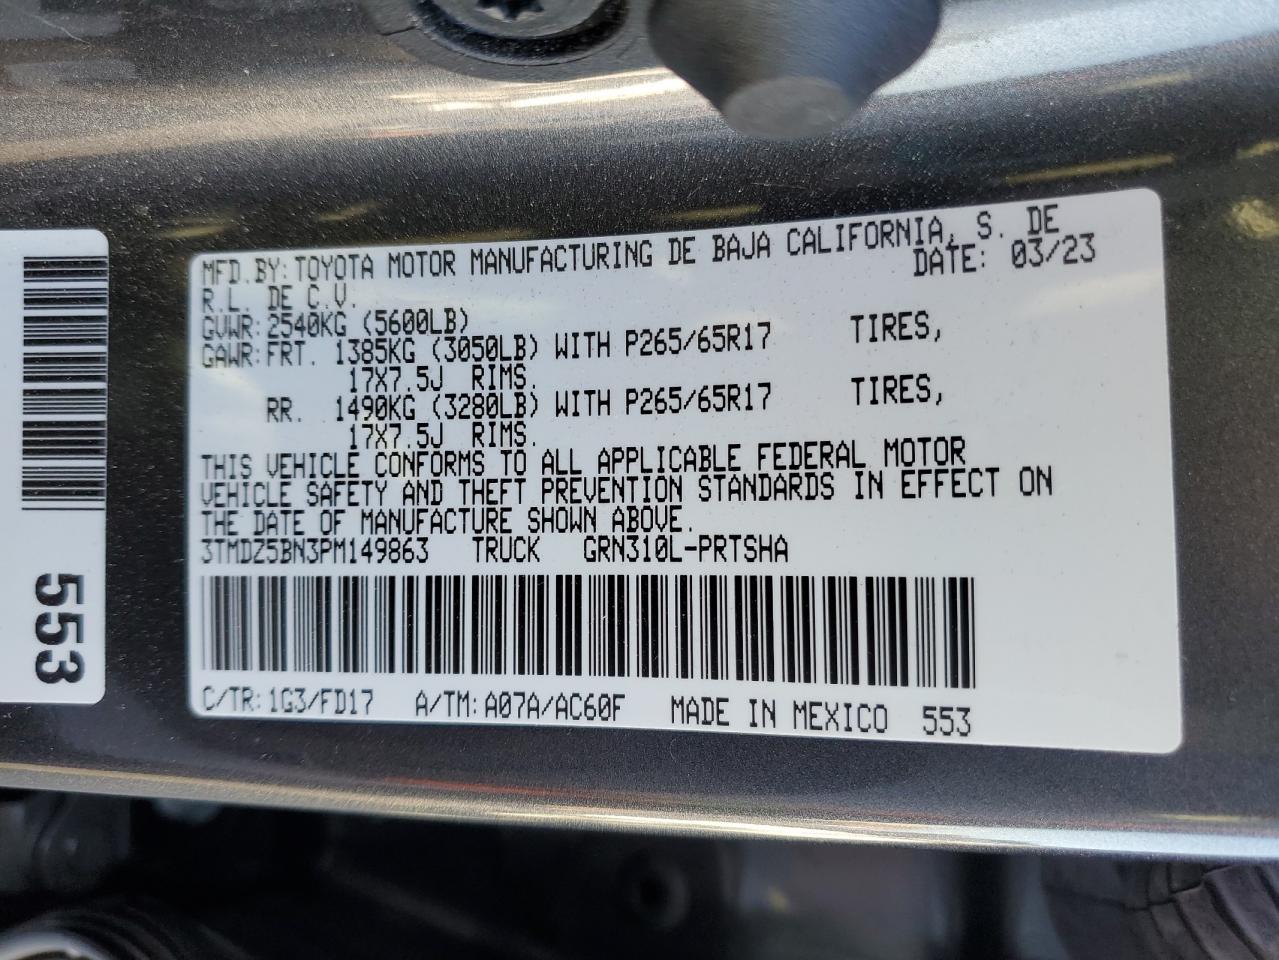 MFD.BY:TOYOTA MOTOR MANUFACTURING DE BAJA CALIFORNIA, S. DE
R.L. DE C.V. DATE: 03/23
GVWR:2540KG (5600LB)
GAWR:FRT. 1385KG (3050LB) WITH P265/65R17 TIRES,
17X7.5J RIMS.
RR. 1490KG (3280LB) WITH P265/65R17 TIRES,
17X7.5J RIMS.
THIS VEHICLE CONFORMS TO ALL APPLICABLE FEDERAL MOTOR
VEHICLE SAFETY AND THEFT PREVENTION STANDARDS IN EFFECT ON
THE DATE OF MANUFACTURE SHOWN ABOVE.
3TMDZ5BN3PM149863 TRUCK GRN310L-PRTSHA
C/TR:1G3/FD17 A/TM:A07A/AC60F MADE IN MEXICO 553
553